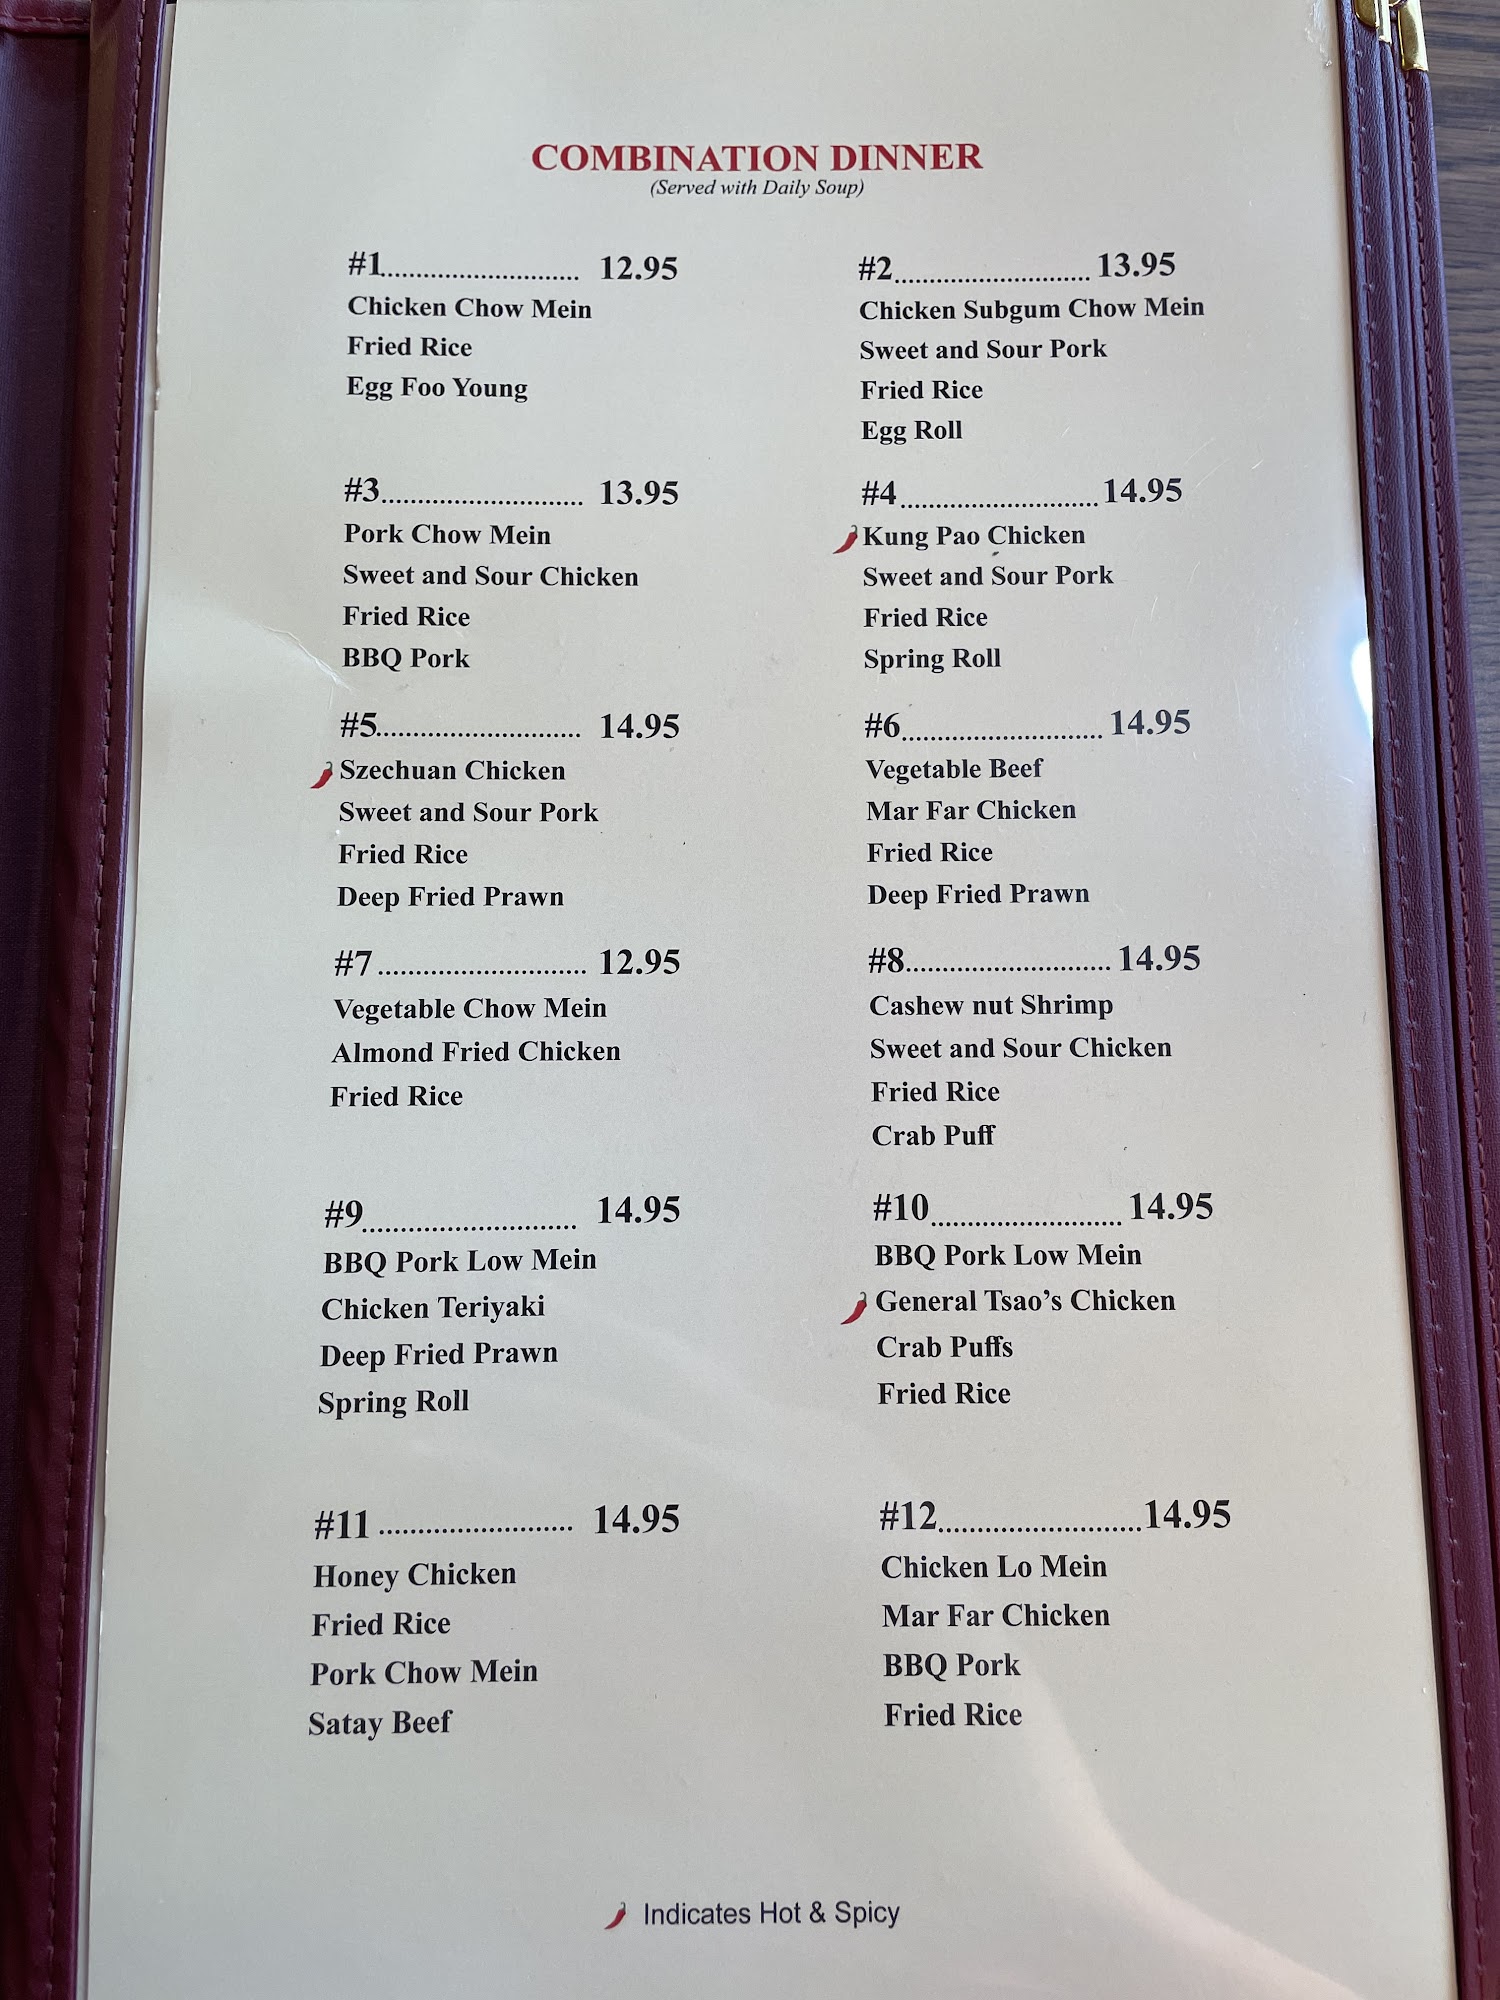 COMBINATION DINNER
(Served with Daily Soup)
#1........................... 12.95
Chicken Chow Mein
Fried Rice
Egg Foo Young
#2...........................13.95
Chicken Subgum Chow Mein
Sweet and Sour Pork
Fried Rice
Egg Roll
#3........................... 13.95
Pork Chow Mein
Sweet and Sour Chicken
Fried Rice
BBQ Pork
#4...........................14.95
Kung Pao Chicken
Sweet and Sour Pork
Fried Rice
Spring Roll
#5........................... 14.95
Szechuan Chicken
Sweet and Sour Pork
Fried Rice
Deep Fried Prawn
#6........................... 14.95
Vegetable Beef
Mar Far Chicken
Fried Rice
Deep Fried Prawn
#7 ........................... 12.95
Vegetable Chow Mein
Almond Fried Chicken
Fried Rice
#8........................... 14.95
Cashew nut Shrimp
Sweet and Sour Chicken
Fried Rice
Crab Puff
#9........................... 14.95
BBQ Pork Low Mein
Chicken Teriyaki
Deep Fried Prawn
Spring Roll
#10......................... 14.95
BBQ Pork Low Mein
General Tsao's Chicken
Crab Puffs
Fried Rice
#11 ......................... 14.95
Honey Chicken
Fried Rice
Pork Chow Mein
Satay Beef
#12..........................14.95
Chicken Lo Mein
Mar Far Chicken
BBQ Pork
Fried Rice
Indicates Hot & Spicy